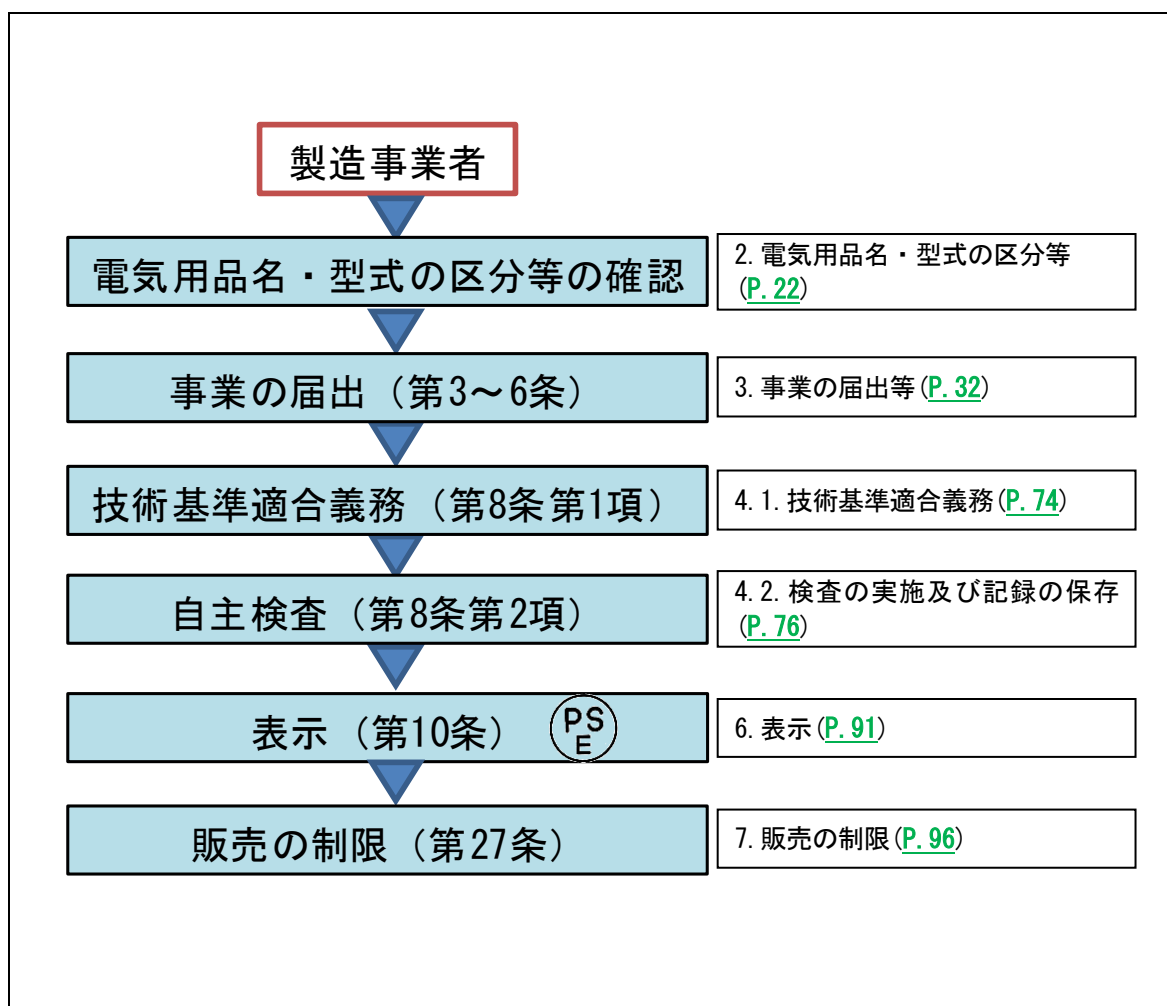 製造事業者
電気用品名・型式の区分等の確認
2.電気用品名・型式の区分等
(P.22)
事業の届出（第3～6条）
3.事業の届出等(P.32)
技術基準適合義務（第8条第1項）
4.1.技術基準適合義務(P.74)
自主検査（第8条第2項）
4.2.検査の実施及び記録の保存
(P.76)
表示（第10条）
PS
E
6.表示(P.91)
販売の制限（第27条）
7.販売の制限(P.96)